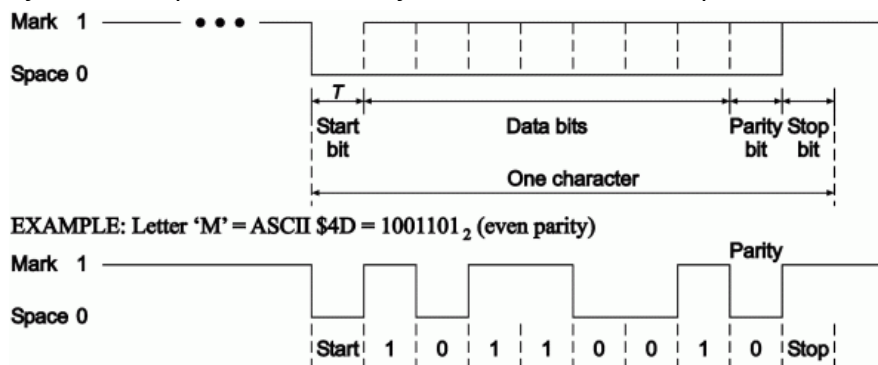 Mark 1
Space 0
T
Start bit Data bits Parity bit Stop bit
One character
EXAMPLE: Letter ‘M’ = ASCII $4D = 1001101₂ (even parity)
Parity
Mark 1
Space 0
Start 1 0 1 1 0 0 1 0 Stop